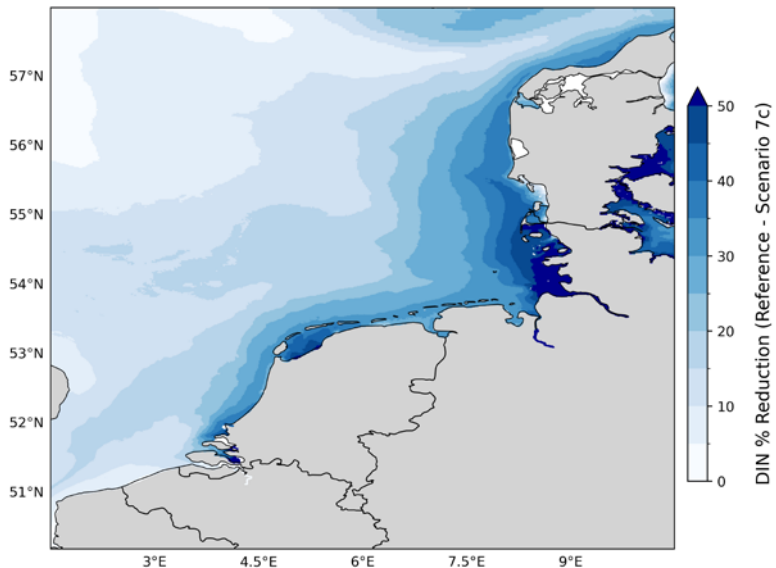 57°N
56°N
55°N
54°N
53°N
52°N
51°N
3°E
4.5°E
6°E
7.5°E
9°E
50
40
30
20
10
0
DIN % Reduction (Reference - Scenario 7c)